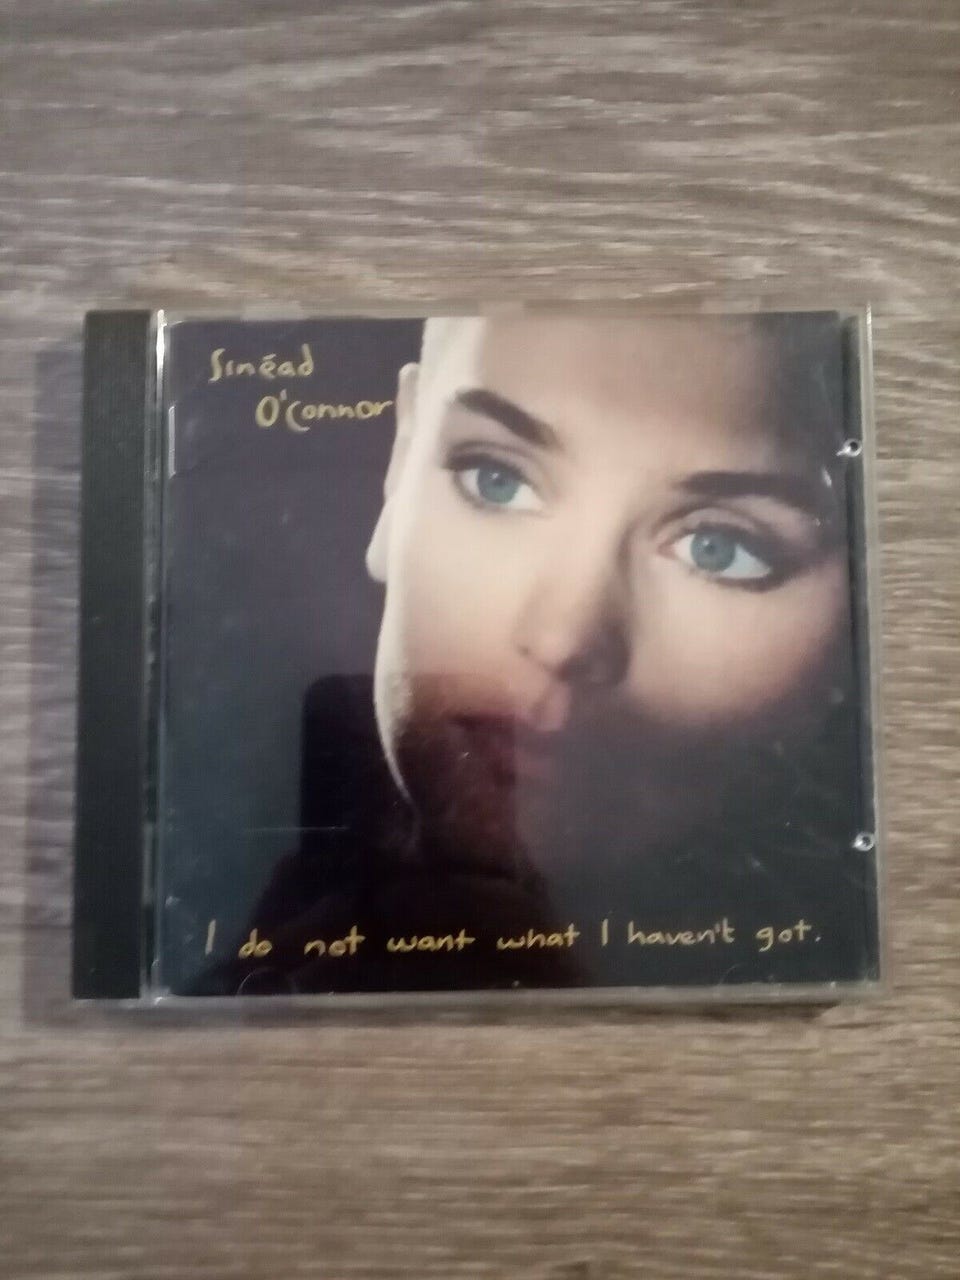 Sinéad
O'Connor
I do not want what I haven't got.